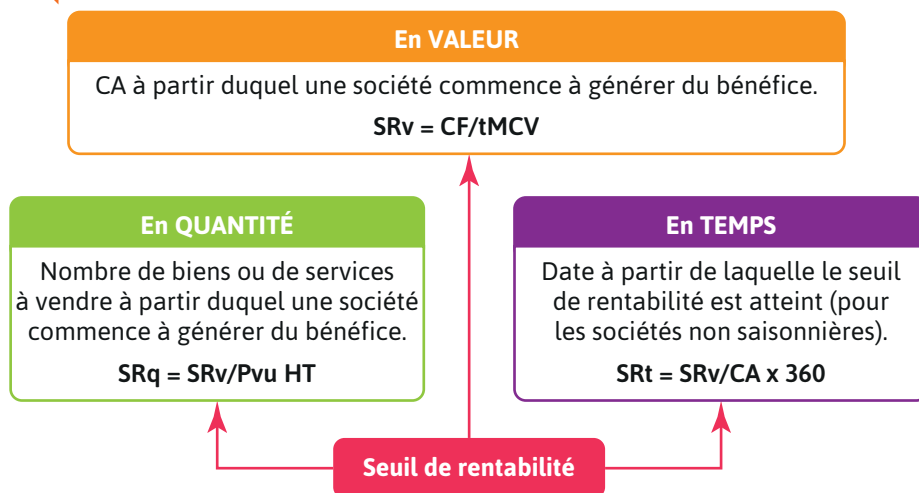 En VALEUR
CA à partir duquel une société commence à générer du bénéfice.
SRv = CF/tMCV
En QUANTITÉ
Nombre de biens ou de services
à vendre à partir duquel une société
commence à générer du bénéfice.
SRq = SRv/Pvu HT
En TEMPS
Date à partir de laquelle le seuil
de rentabilité est atteint (pour
les sociétés non saisonnières).
SRt = SRv/CA x 360
Seuil de rentabilité